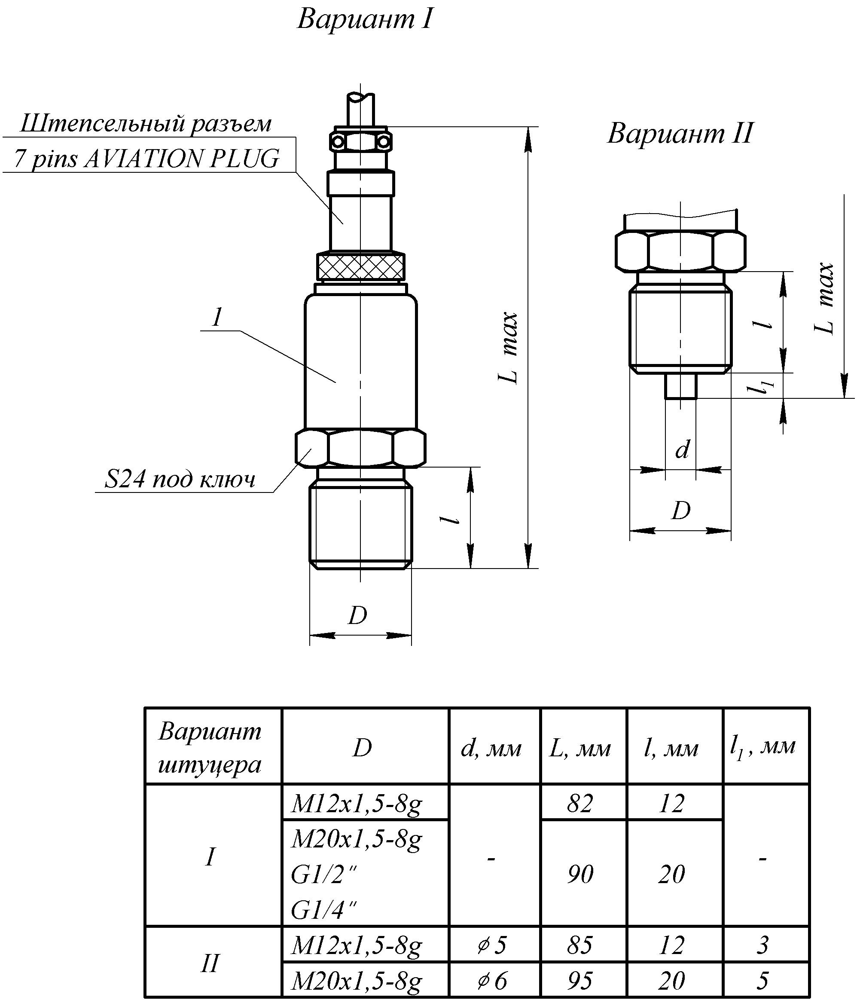 Вариант I
Штепсельный разъем
7 pins AVIATION PLUG
1
S24 под ключ
L max
l
D
Вариант II
L max
l
l1
d
D
Вариант штуцера D d, мм L, мм l, мм l1, мм
I M12x1,5-8g - 82 12 -
M20x1,5-8g 90 20
G1/2"
G1/4"
II M12x1,5-8g ⌀5 85 12 3
M20x1,5-8g ⌀6 95 20 5